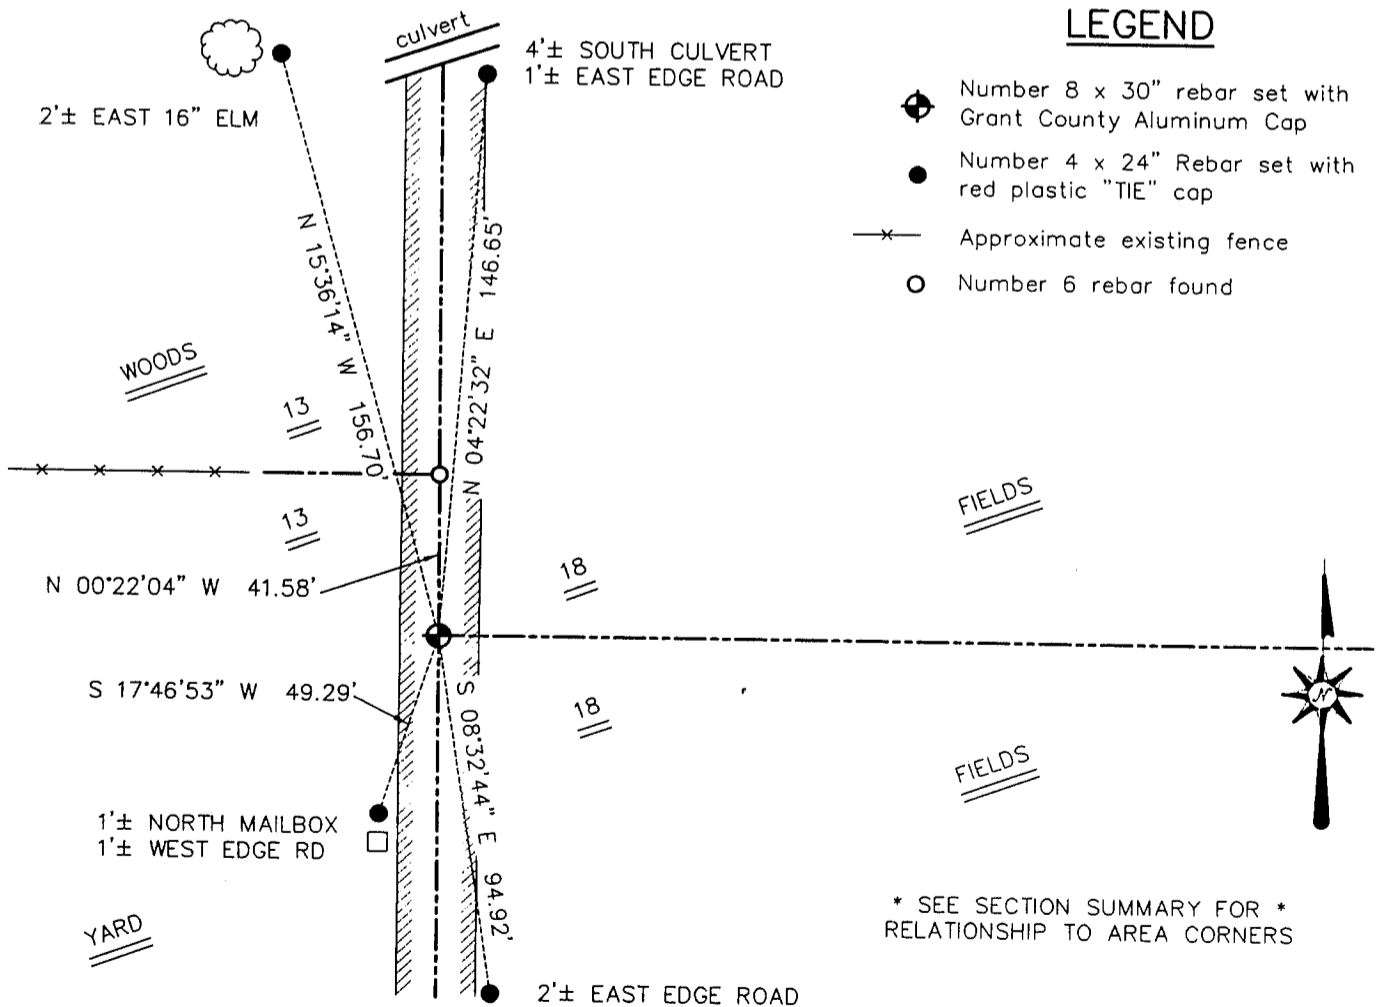 culvert
4'± SOUTH CULVERT
1'± EAST EDGE ROAD
2'± EAST 16" ELM
LEGEND
Number 8 x 30" rebar set with
Grant County Aluminum Cap
Number 4 x 24" Rebar set with
red plastic "TIE" cap
Approximate existing fence
Number 6 rebar found
N 15°36'14" W 156.70'
N 04°22'32" E 146.65'
WOODS
13
13
FIELDS
18
N 00°22'04" W 41.58'
S 17°46'53" W 49.29'
S 08°32'44" E 94.92'
18
N
FIELDS
1'± NORTH MAILBOX
1'± WEST EDGE RD
YARD
* SEE SECTION SUMMARY FOR *
RELATIONSHIP TO AREA CORNERS
2'± EAST EDGE ROAD